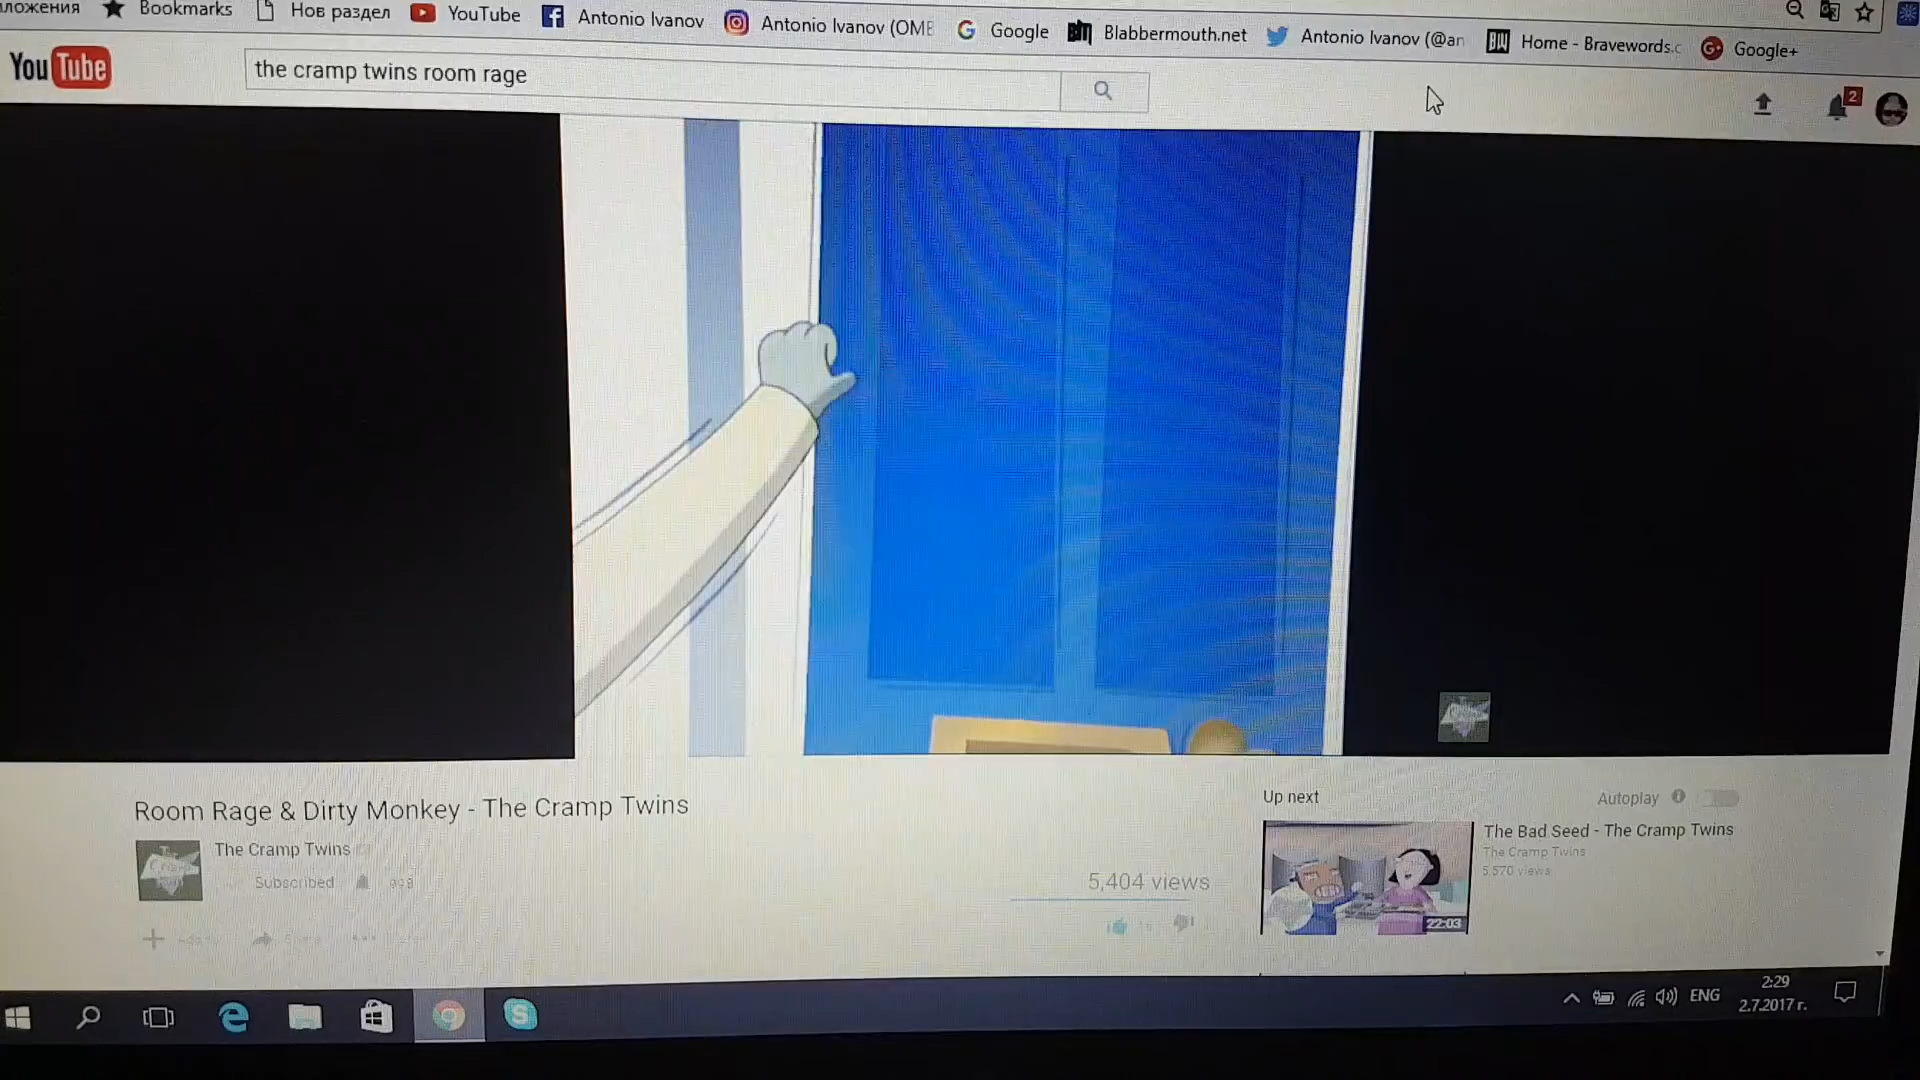 ложения Bookmarks Нов раздел YouTube Antonio Ivanov Antonio Ivanov (OME Google Blabbermouth.net Antonio Ivanov (@an Home - Bravewords.c Google+
YouTube
the cramp twins room rage
2
Room Rage & Dirty Monkey - The Cramp Twins
The Cramp Twins
Subscribed
5,404 views
Up next
Autoplay
The Bad Seed - The Cramp Twins
The Cramp Twins
5,570 views
22:03
ENG
2:29
2.7.2017 г.